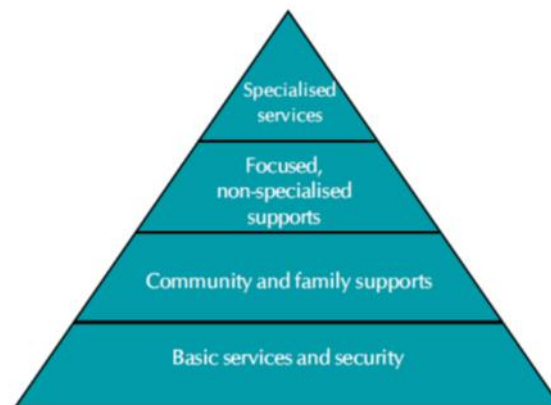 Specialised
services
Focused,
non-specialised
supports
Community and family supports
Basic services and security